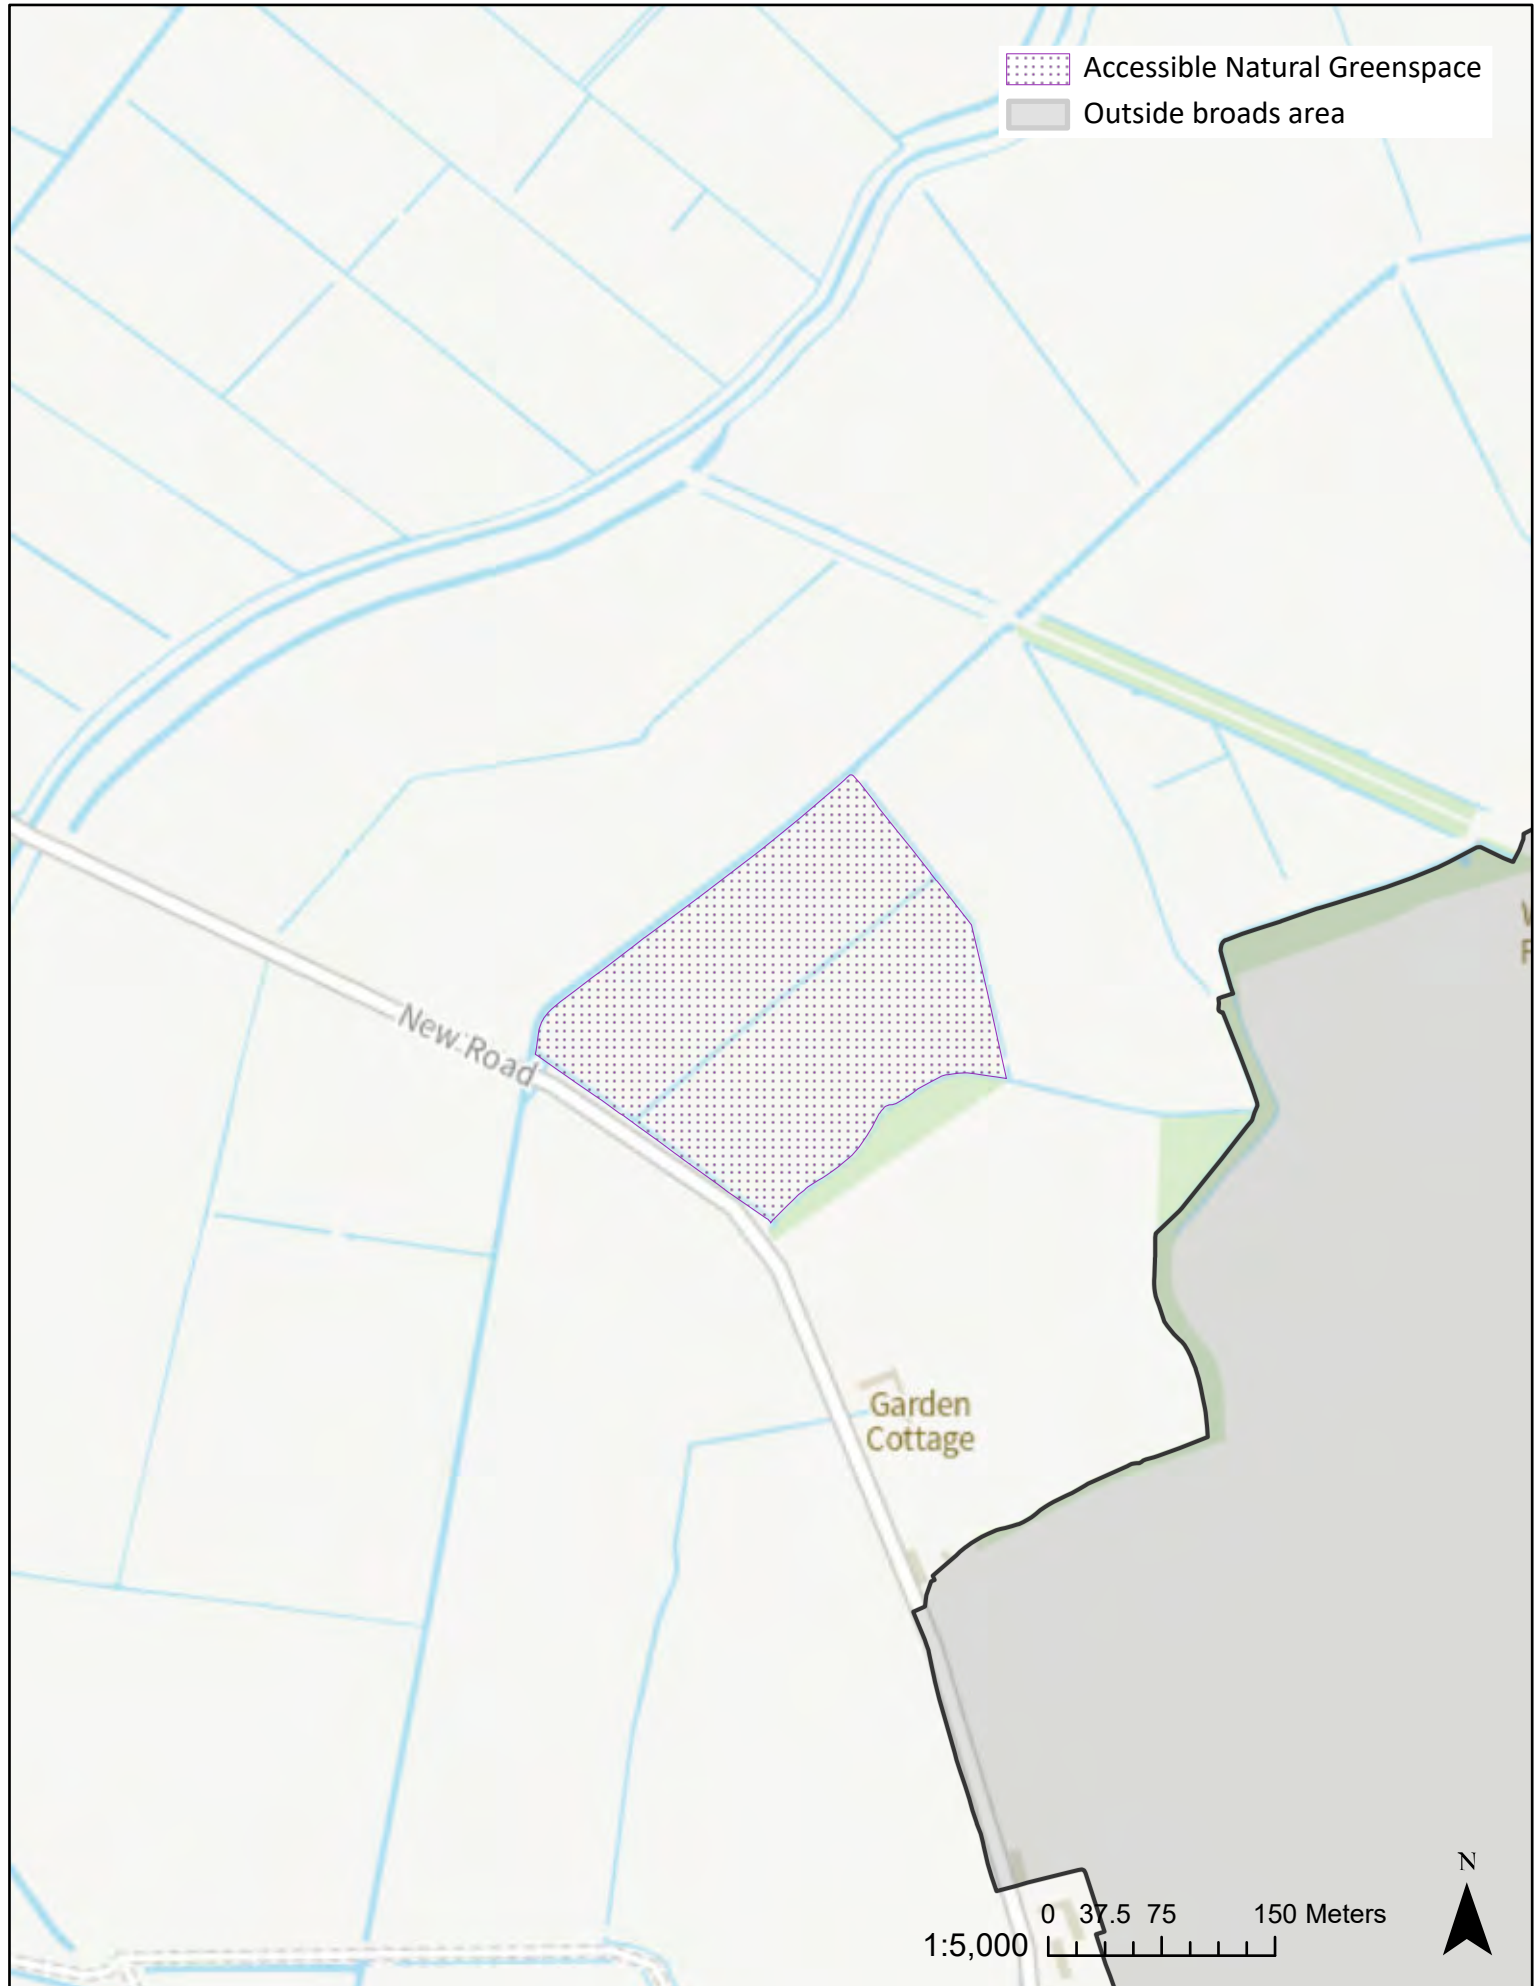 Accessible Natural Greenspace
Outside broads area
New Road
Garden
Cottage
N
0 37.5 75 150 Meters
1:5,000